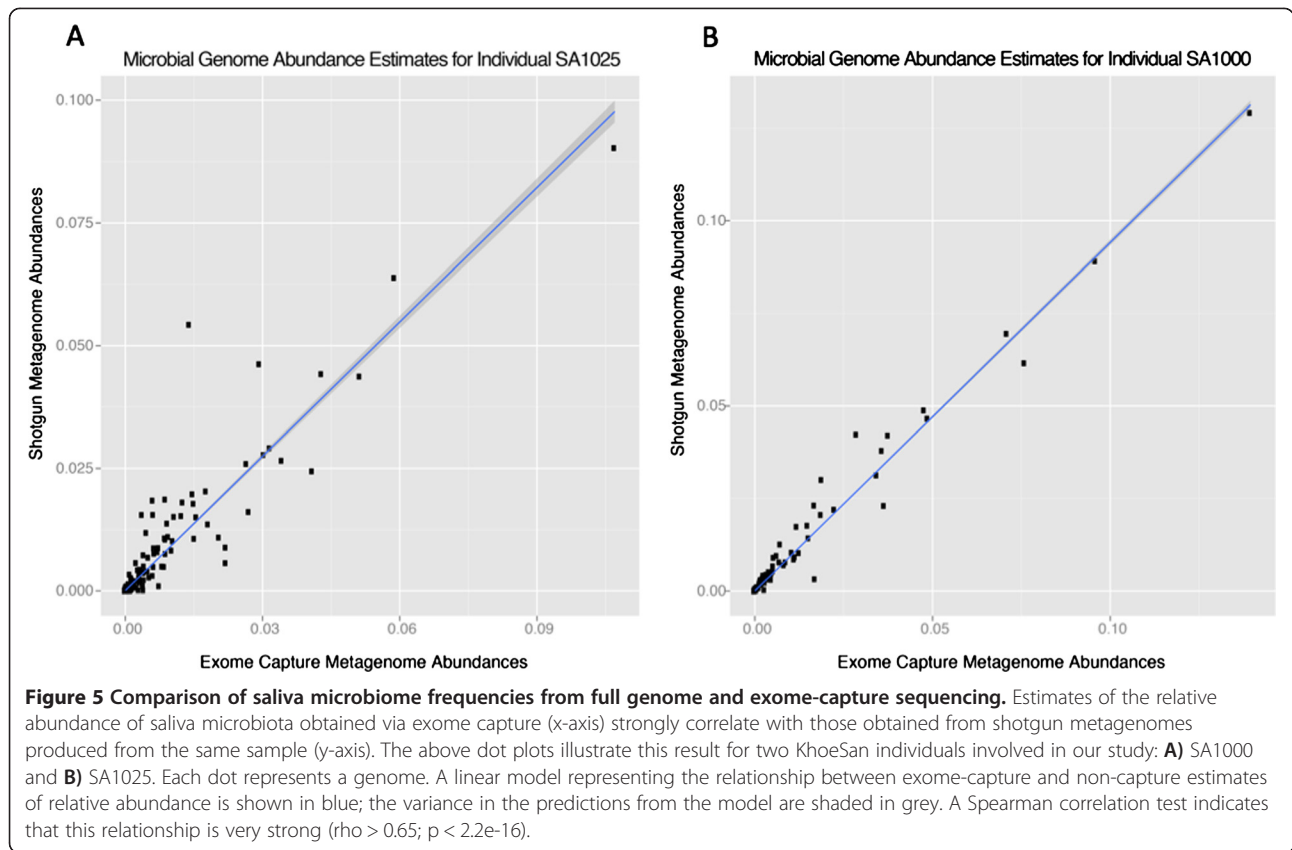 A
Microbial Genome Abundance Estimates for Individual SA1025
0.100
0.075
0.050
0.025
0.000
Shotgun Metagenome Abundances
0.00 0.03 0.06 0.09
Exome Capture Metagenome Abundances
B
Microbial Genome Abundance Estimates for Individual SA1000
0.10
0.05
0.00
Shotgun Metagenome Abundances
0.00 0.05 0.10
Exome Capture Metagenome Abundances
Figure 5 Comparison of saliva microbiome frequencies from full genome and exome-capture sequencing. Estimates of the relative
abundance of saliva microbiota obtained via exome capture (x-axis) strongly correlate with those obtained from shotgun metagenomes
produced from the same sample (y-axis). The above dot plots illustrate this result for two KhoeSan individuals involved in our study: A) SA1000
and B) SA1025. Each dot represents a genome. A linear model representing the relationship between exome-capture and non-capture estimates
of relative abundance is shown in blue; the variance in the predictions from the model are shaded in grey. A Spearman correlation test indicates
that this relationship is very strong (rho > 0.65; p < 2.2e-16).